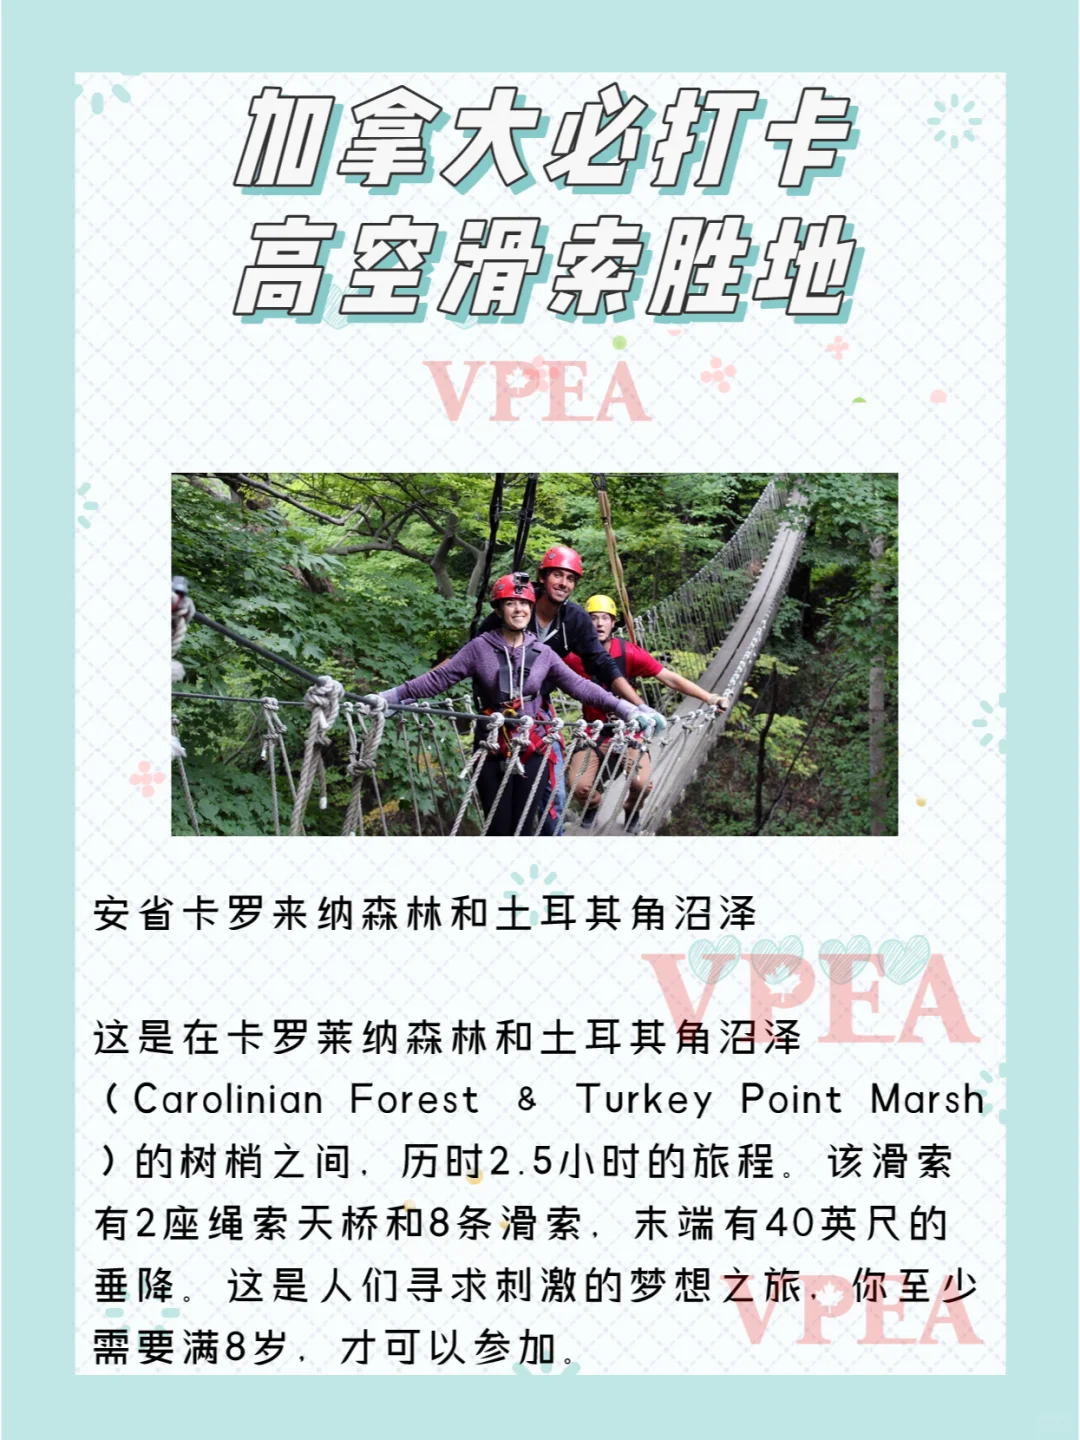 加拿大必打卡
高空滑索胜地
VPEA
安省卡罗来纳森林和土耳其角沼泽
VPEA
这是在卡罗莱纳森林和土耳其角沼泽
（Carolinian Forest & Turkey Point Marsh
）的树梢之间，历时2.5小时的旅程。该滑索
有2座绳索天桥和8条滑索，末端有40英尺的
垂降。这是人们寻求刺激的梦想之旅，你至少
VPEA
需要满8岁，才可以参加。